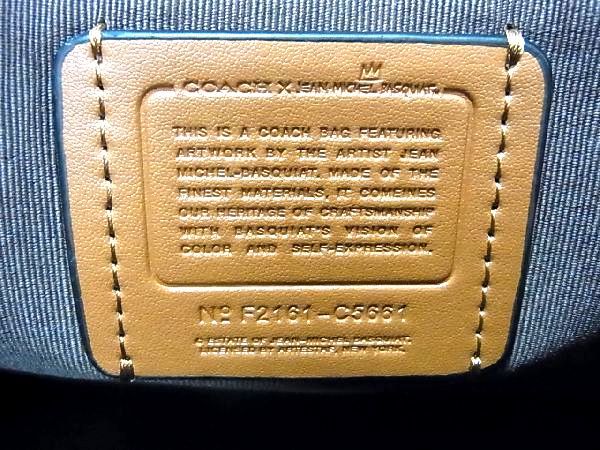 COACH X JEAN-MICHEL BASQUIAT.
THIS IS A COACH BAG FEATURING
ARTWORK BY THE ARTIST JEAN
MICHEL-BASQUIAT. MADE OF THE
FINEST MATERIALS, IT COMBINES
OUR HERITAGE OF CRAFTSMANSHIP
WITH BASQUIAT'S VISION OF
COLOR AND SELF-EXPRESSION.
Nº F2161-C5661
© ESTATE OF JEAN-MICHEL BASQUIAT.
LICENSED BY ARTESTAR, NEW YORK.